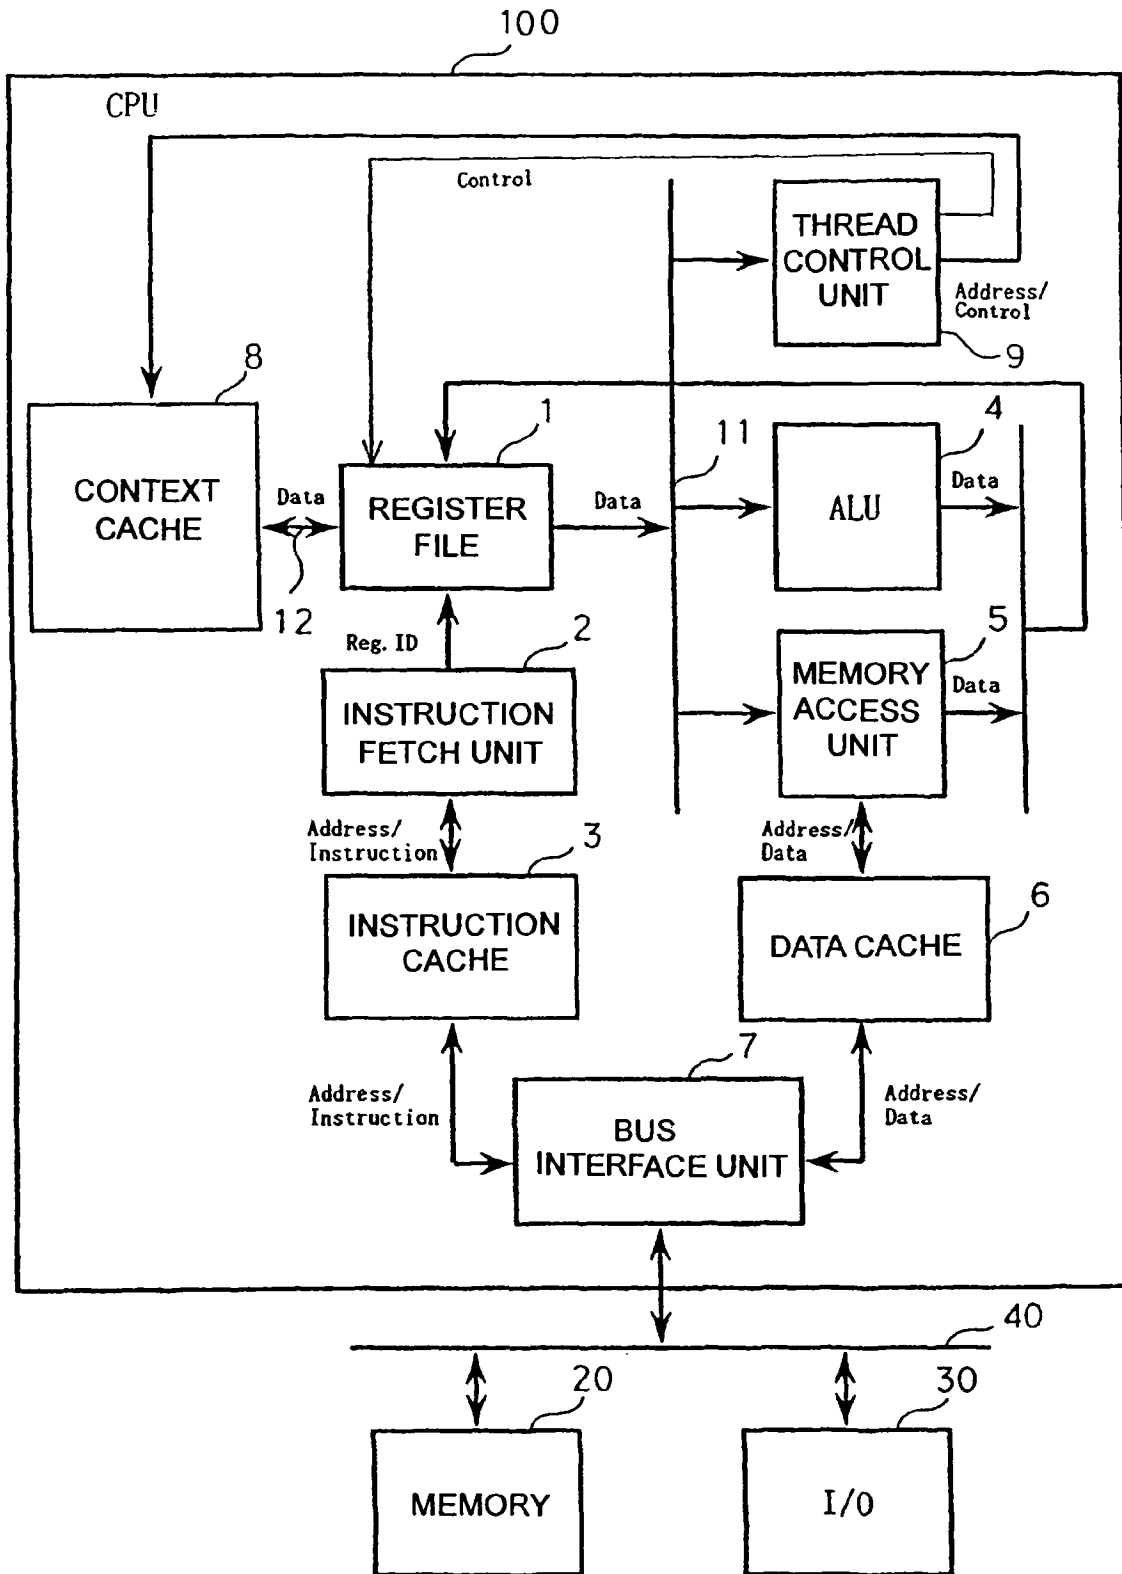 100
CPU
Control
THREAD
CONTROL
UNIT
Address/
Control
9
8
1
4
11
CONTEXT
CACHE
Data
12
REGISTER
FILE
Data
ALU
Data
Reg. ID
2
5
INSTRUCTION
FETCH UNIT
MEMORY
ACCESS
UNIT
Data
Address/
Instruction
3
Address/
Data
6
INSTRUCTION
CACHE
DATA CACHE
7
Address/
Instruction
Address/
Data
BUS
INTERFACE UNIT
40
20
30
MEMORY
I/O